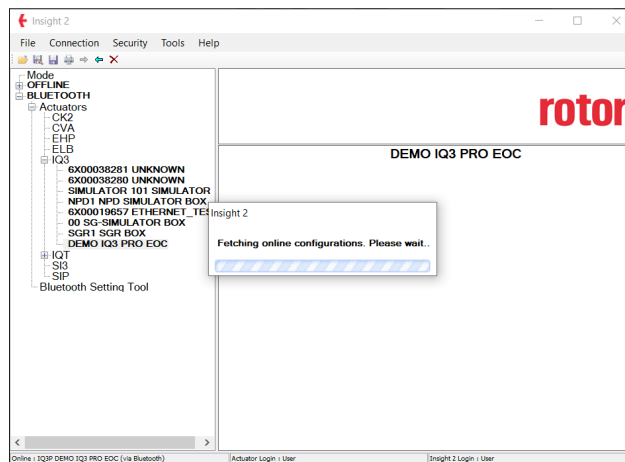 Insight 2
File Connection Security Tools Help
Mode
OFFLINE
BLUETOOTH
Actuators
CK2
CVA
EHP
ELB
IQ3
6X00038281 UNKNOWN
6X00038280 UNKNOWN
SIMULATOR 101 SIMULATOR
NPD1 NPD SIMULATOR BOX
6X00019657 ETHERNET_TES
00 SG-SIMULATOR BOX
SGR1 SGR BOX
DEMO IQ3 PRO EOC
IQT
SI3
SIP
Bluetooth Setting Tool
rotor
DEMO IQ3 PRO EOC
Insight 2
Fetching online configurations. Please wait..
Online : IQ3P DEMO IQ3 PRO EOC (via Bluetooth) Actuator Login : User Insight 2 Login : User